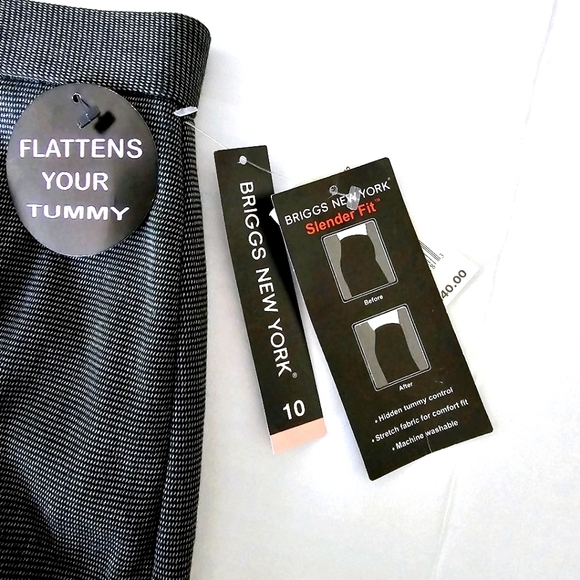 FLATTENS
YOUR
TUMMY
BRIGGS NEW YORK®
10
BRIGGS NEW YORK®
Slender Fit™
Before
After
• Hidden tummy control
• Stretch fabric for comfort fit
• Machine washable
40.00